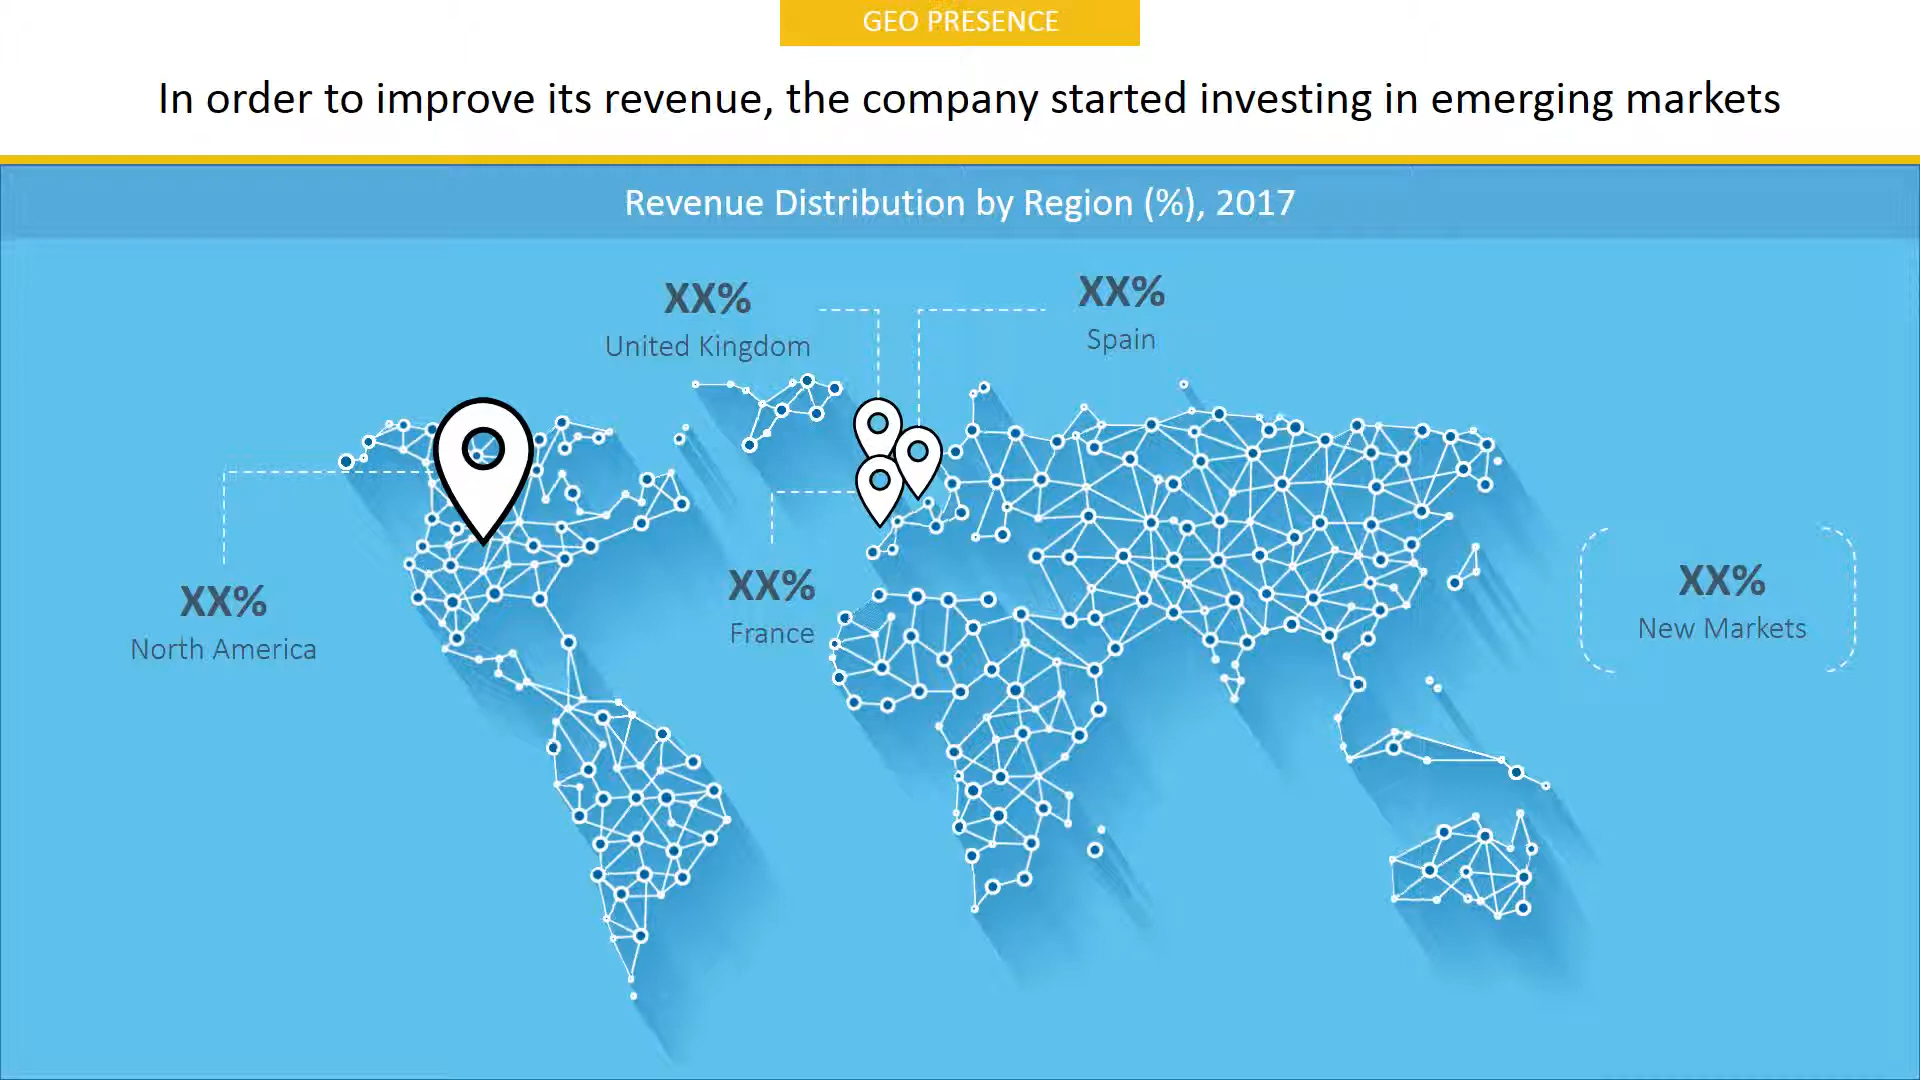 GEO PRESENCE
In order to improve its revenue, the company started investing in emerging markets
Revenue Distribution by Region (%), 2017
XX%
United Kingdom
XX%
Spain
XX%
North America
XX%
France
XX%
New Markets